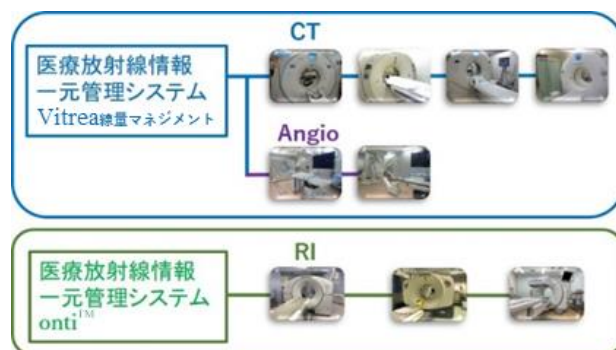 CT
医療放射線情報
一元管理システム
Vitrea線量マネジメント
Angio
RI
医療放射線情報
一元管理システム
onti™